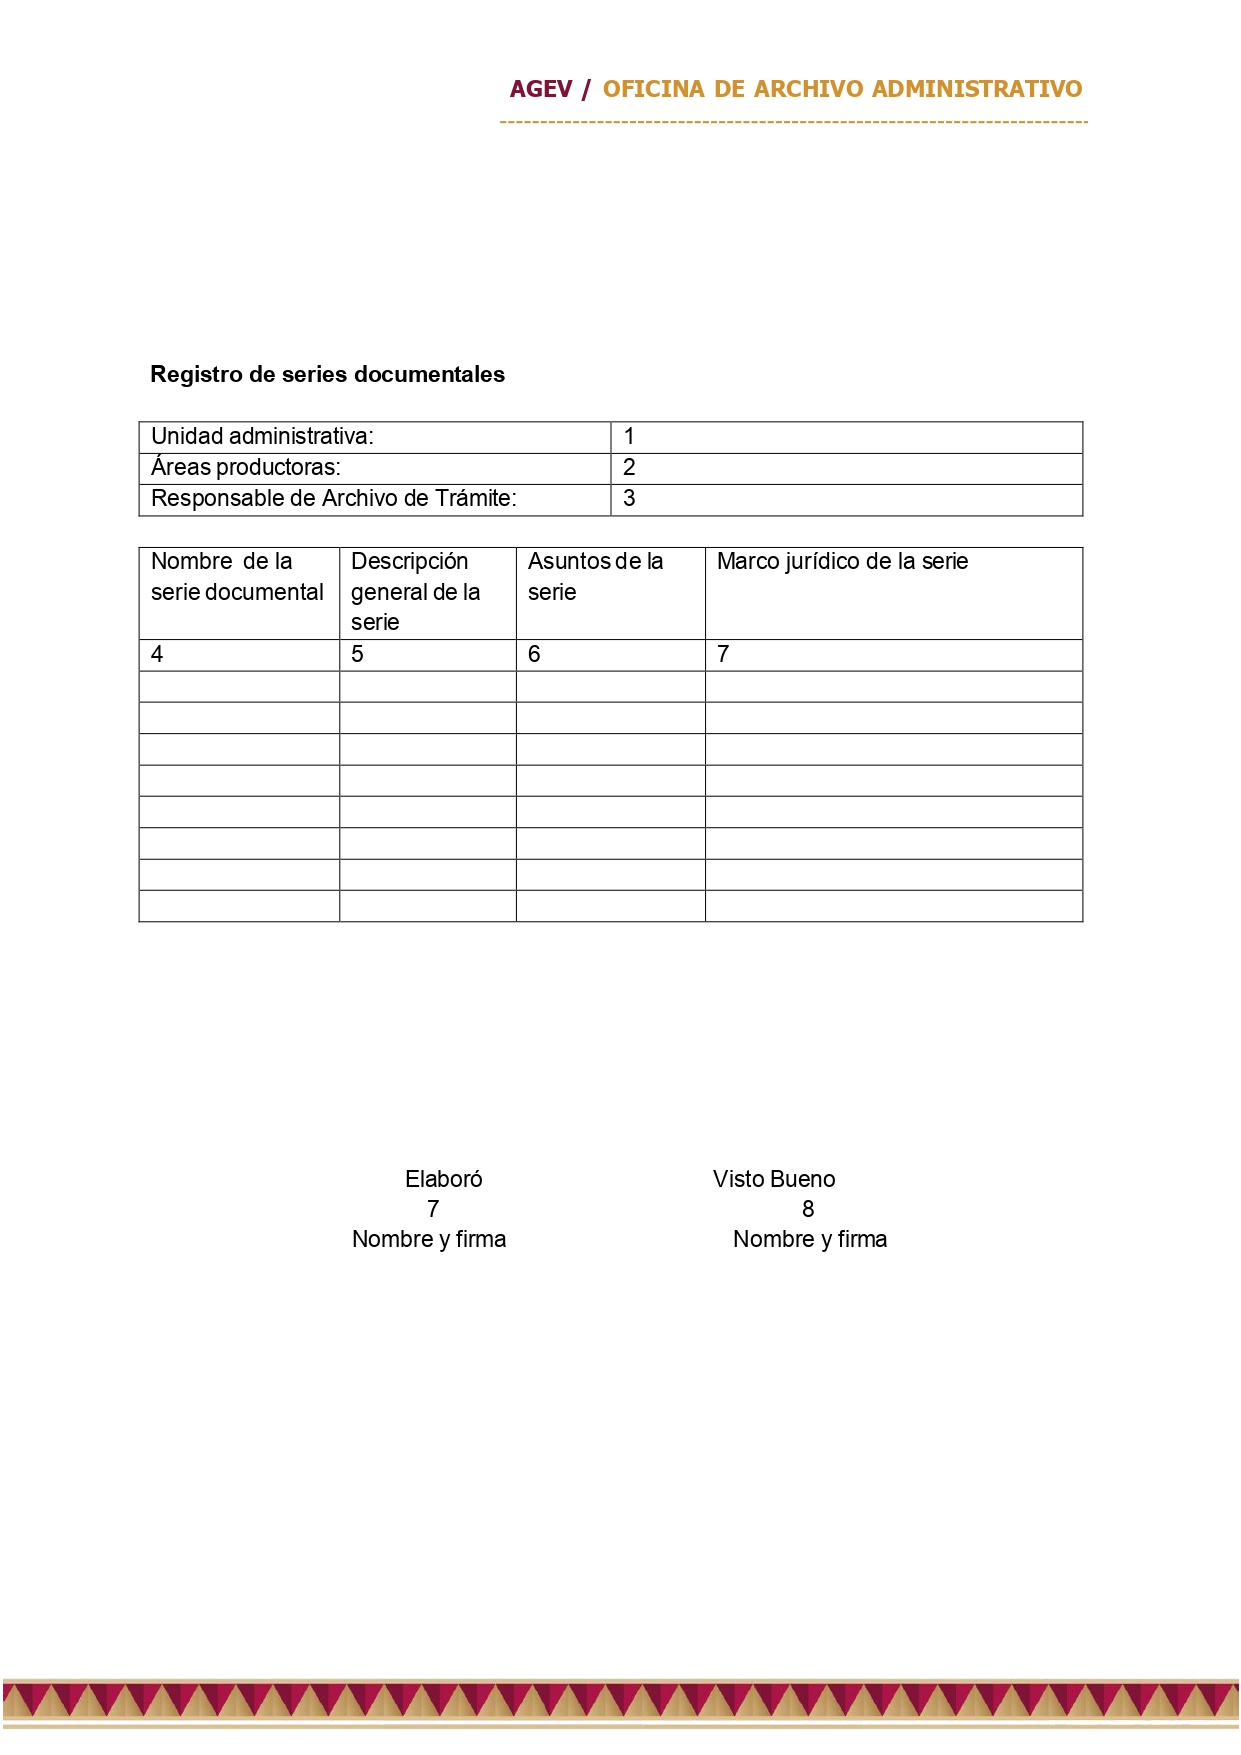 AGEV / OFICINA DE ARCHIVO ADMINISTRATIVO
Registro de series documentales
Unidad administrativa: 1
Áreas productoras: 2
Responsable de Archivo de Trámite: 3
Nombre de la serie documental
Descripción general de la serie
Asuntos de la serie
Marco jurídico de la serie
4 5 6 7
Elaboró Visto Bueno
7 8
Nombre y firma Nombre y firma